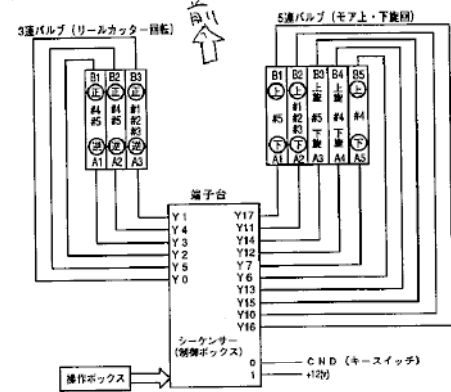 前
3連バルブ (リールカッター回転)
5連バルブ (モア上・下旋回)
B1 B2 B3
正 正 正
#4 #4 #1
#5 #5 #2
#3
逆 逆 逆
A1 A2 A3
B1 B2 B3 B4 B5
上 上 上旋 上旋 上
#5 #1 #2 #3 #5 #4 #4
下 下 下旋 下旋 下
A1 A2 A3 A4 A5
端子台
Y1 Y17
Y4 Y11
Y3 Y14
Y2 Y12
Y5 Y7
Y0 Y6
Y13
Y15
Y10
Y16
シーケンサー
(制御ボックス)
0 CND (キースイッチ)
1 +12(v)
操作ボックス